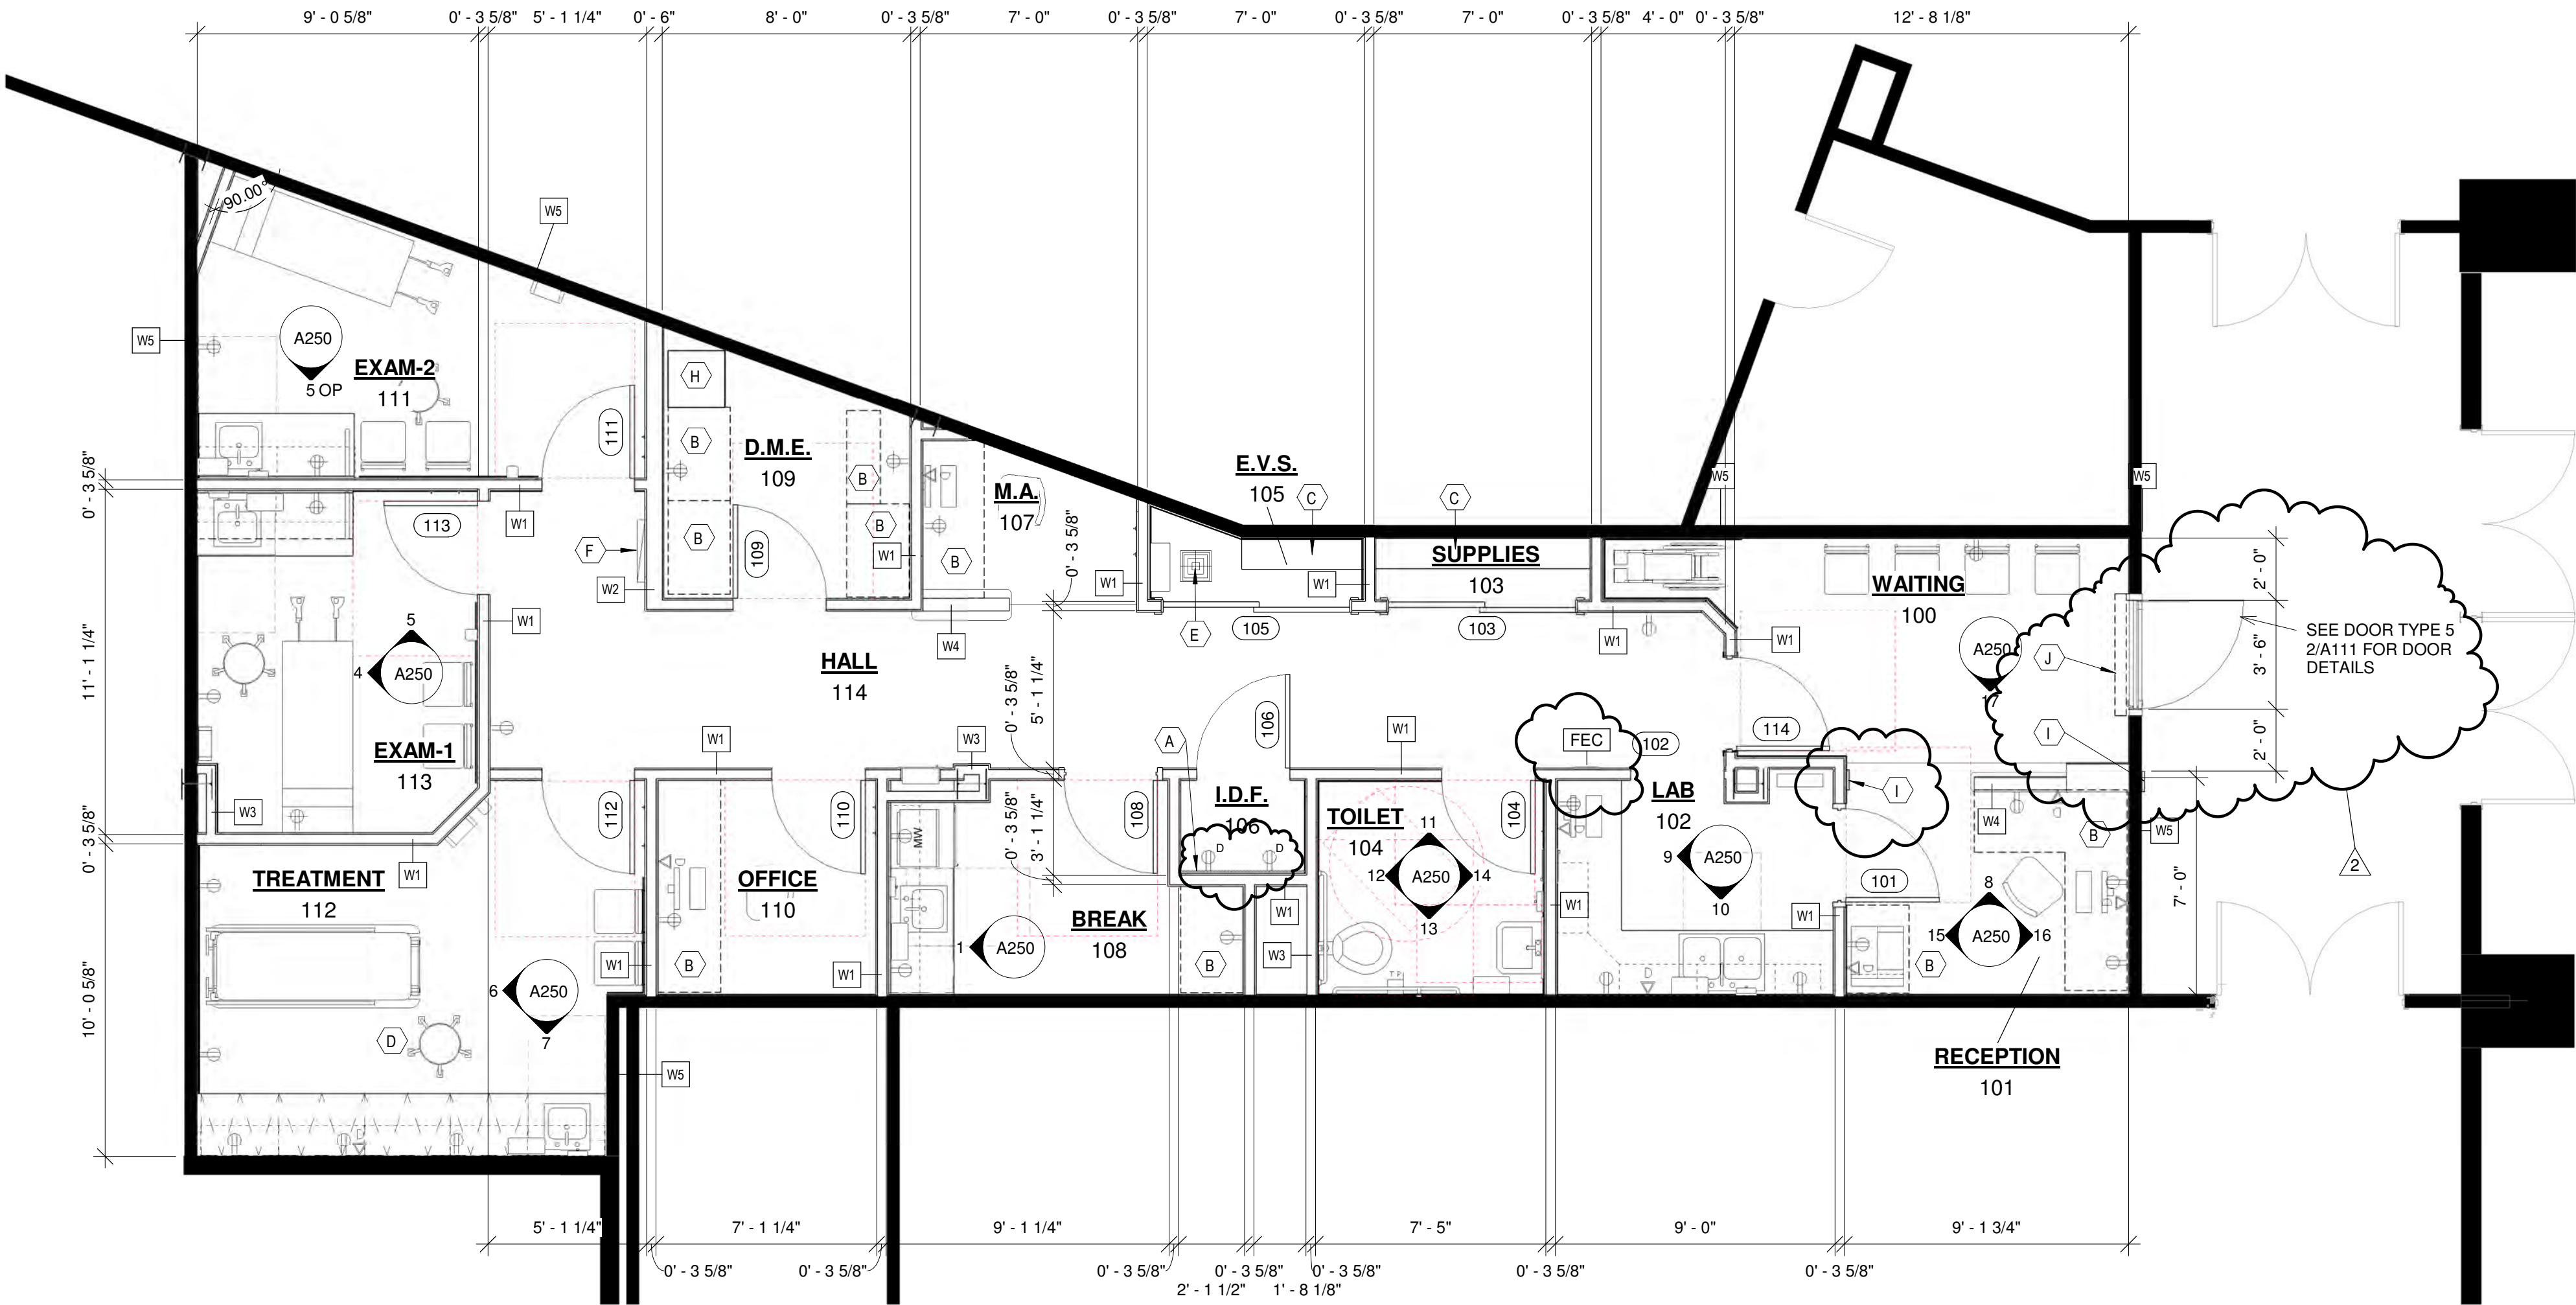 9' - 0 5/8" 0' - 3 5/8" 5' - 1 1/4" 0' - 6" 8' - 0" 0' - 3 5/8" 7' - 0" 0' - 3 5/8" 7' - 0" 0' - 3 5/8" 7' - 0" 0' - 3 5/8" 4' - 0" 0' - 3 5/8" 12' - 8 1/8"
90.00°
W5
W5
A250
5 OP
EXAM-2
111
111
H
B
B
D.M.E.
109
B
B
W1
109
M.A.
107
B
0' - 3 5/8"
W1
E.V.S.
105
C
C
W1
E
105
SUPPLIES
103
103
W5
W1
W1
WAITING
100
A250
17
W5
J
I
2' - 0"
3' - 6"
2' - 0"
SEE DOOR TYPE 5
2/A111 FOR DOOR
DETAILS
2
0' - 3 5/8"
11' - 1 1/4"
0' - 3 5/8"
10' - 0 5/8"
113
W1
F
W2
W1
5
4
A250
EXAM-1
113
W3
W1
HALL
114
W4
0' - 3 5/8"
5' - 1 1/4"
0' - 3 5/8"
3' - 1 1/4"
W1
W3
A
106
W1
FEC
102
114
I
TREATMENT
112
112
W1
6
A250
7
D
W5
D
OFFICE
110
110
D
B
W1
MW
108
BREAK
108
1
A250
I.D.F.
106
D
D
W1
B
W3
TOILET
104
104
11
12
A250
14
13
TP
W1
LAB
102
D
9
A250
10
D
W1
101
W4
B
W5
7' - 0"
8
15
A250
16
B
D
D
RECEPTION
101
5' - 1 1/4" 7' - 1 1/4" 9' - 1 1/4" 7' - 5" 9' - 0" 9' - 1 3/4"
0' - 3 5/8" 0' - 3 5/8" 0' - 3 5/8" 0' - 3 5/8" 0' - 3 5/8" 0' - 3 5/8" 0' - 3 5/8"
2' - 1 1/2" 1' - 8 1/8"